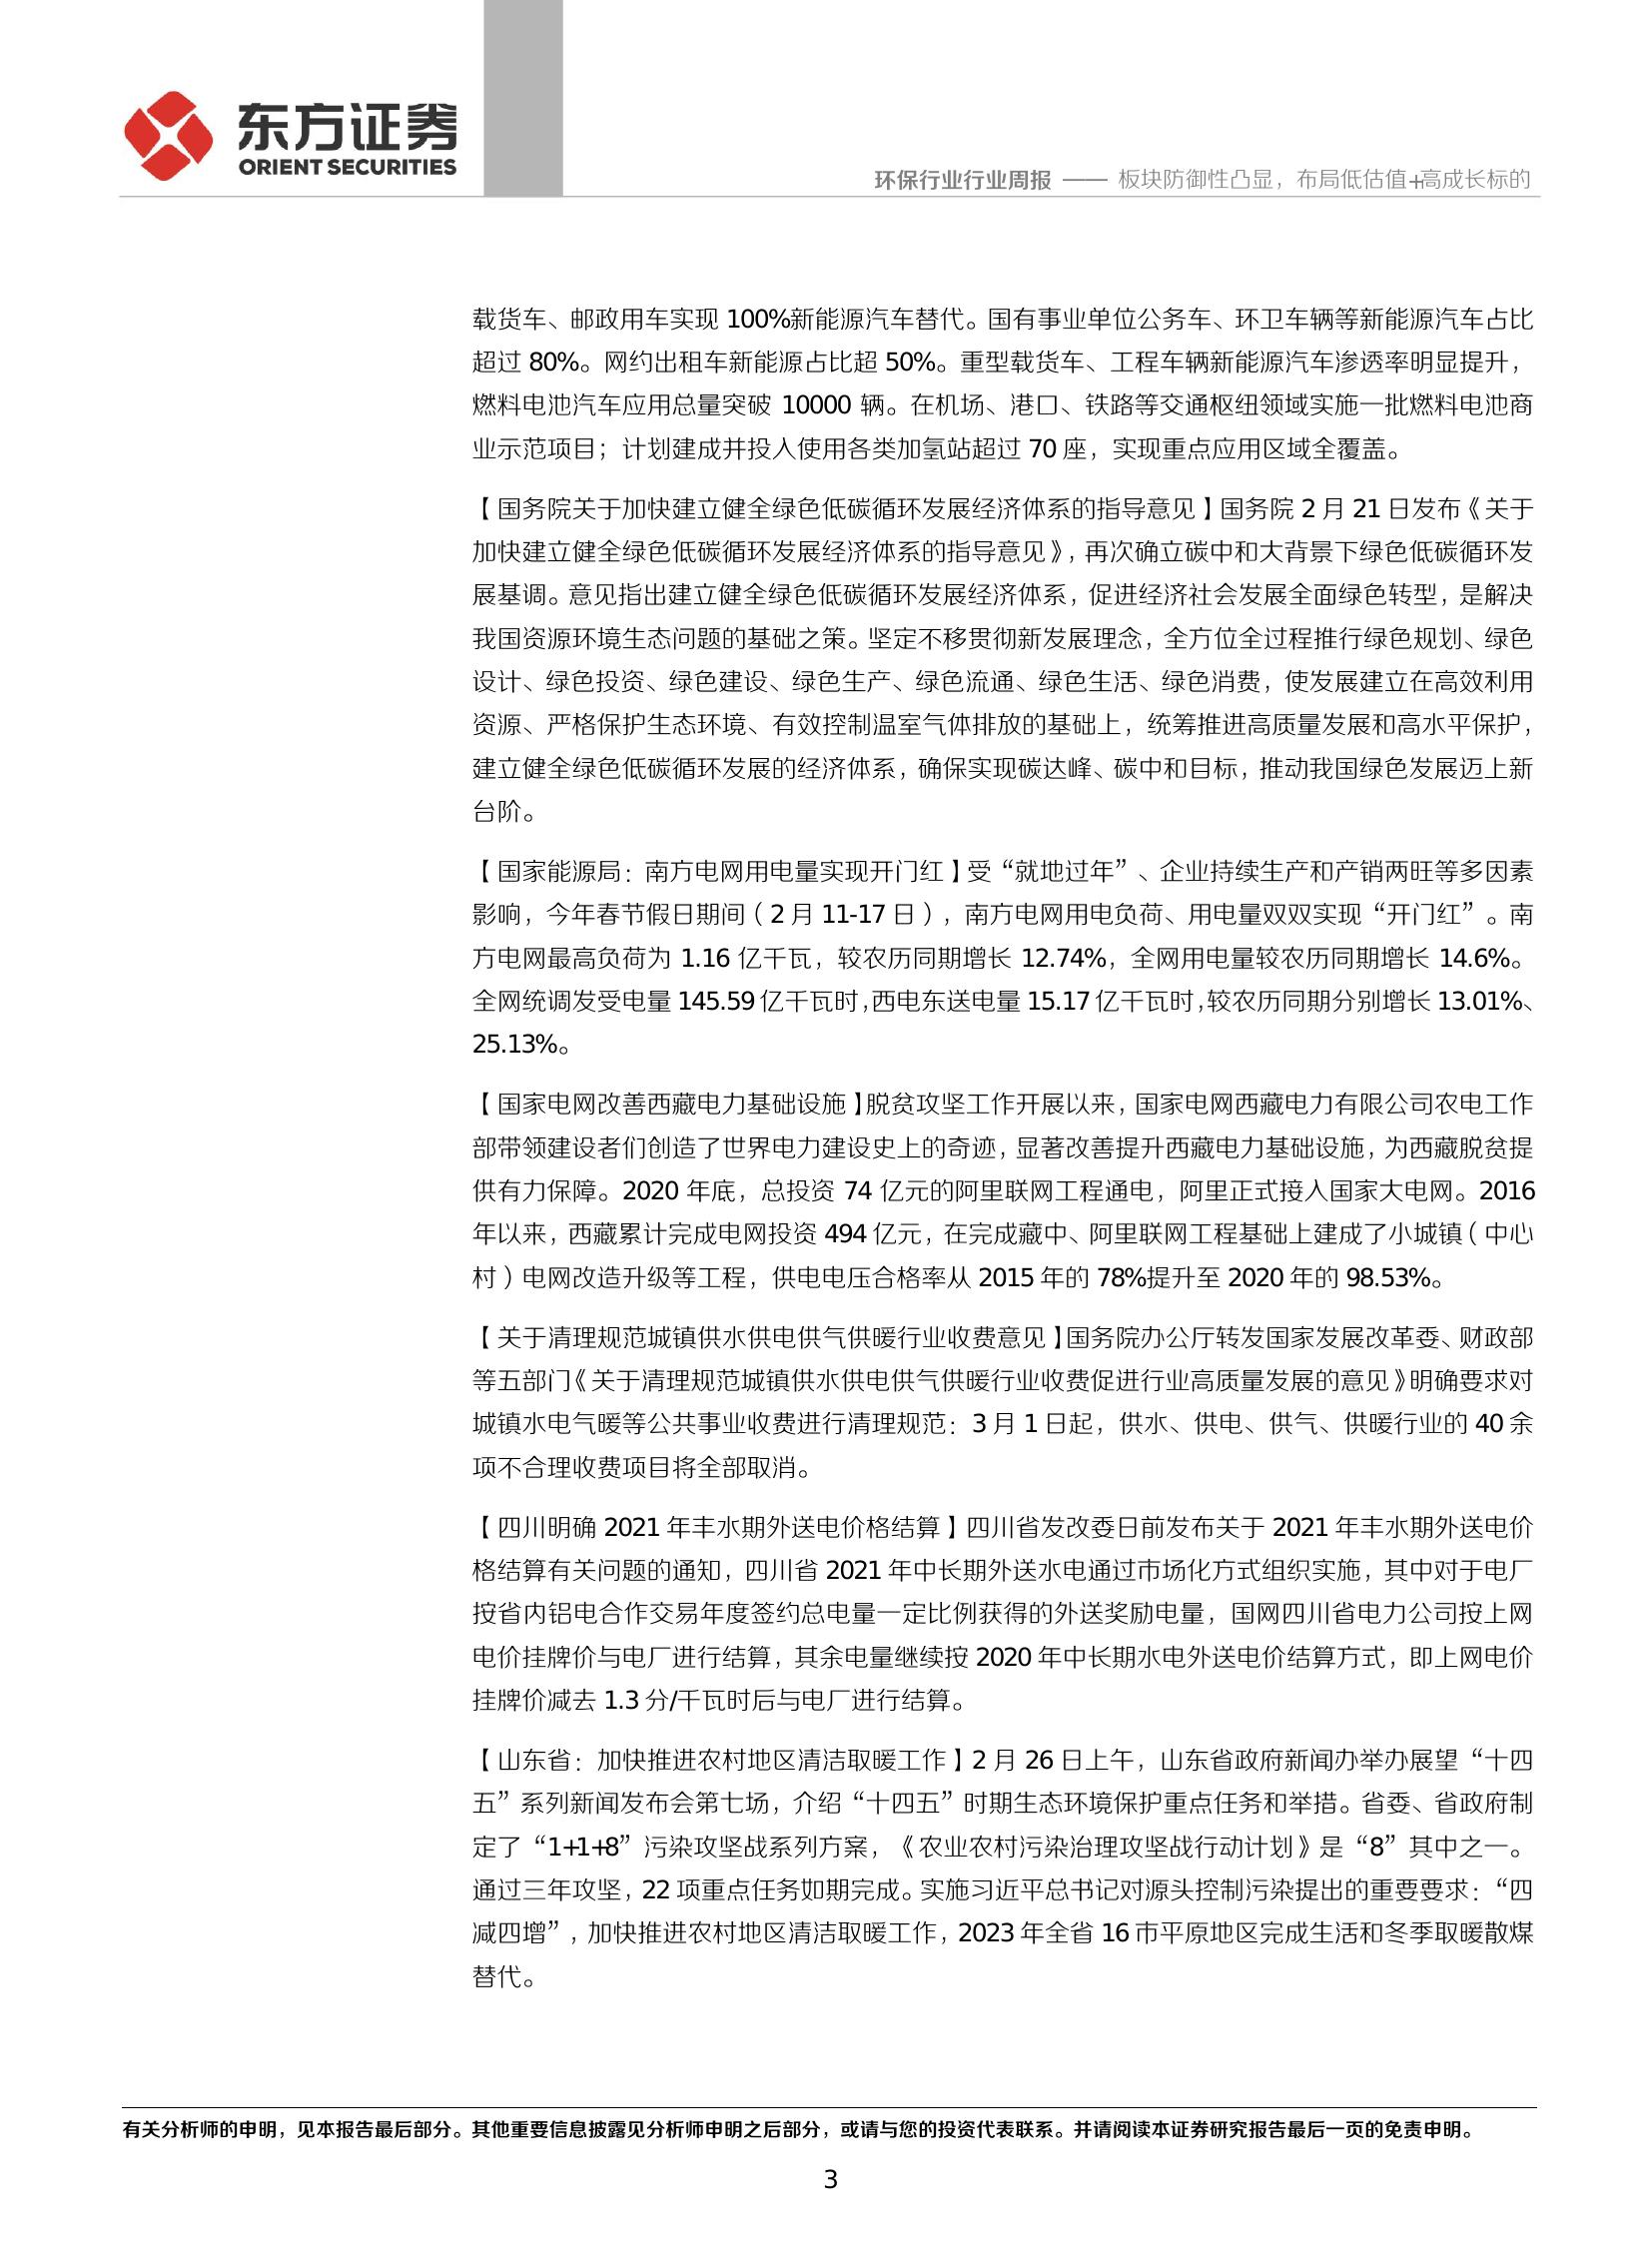 东方证券
ORIENT SECURITIES
环保行业行业周报 —— 板块防御性凸显，布局低估值+高成长标的
载货车、邮政用车实现 100%新能源汽车替代。国有事业单位公务车、环卫车辆等新能源汽车占比
超过 80%。网约出租车新能源占比超 50%。重型载货车、工程车辆新能源汽车渗透率明显提升，
燃料电池汽车应用总量突破 10000 辆。在机场、港口、铁路等交通枢纽领域实施一批燃料电池商
业示范项目；计划建成并投入使用各类加氢站超过 70 座，实现重点应用区域全覆盖。
【国务院关于加快建立健全绿色低碳循环发展经济体系的指导意见】国务院 2 月 21 日发布《关于
加快建立健全绿色低碳循环发展经济体系的指导意见》，再次确立碳中和大背景下绿色低碳循环发
展基调。意见指出建立健全绿色低碳循环发展经济体系，促进经济社会发展全面绿色转型，是解决
我国资源环境生态问题的基础之策。坚定不移贯彻新发展理念，全方位全过程推行绿色规划、绿色
设计、绿色投资、绿色建设、绿色生产、绿色流通、绿色生活、绿色消费，使发展建立在高效利用
资源、严格保护生态环境、有效控制温室气体排放的基础上，统筹推进高质量发展和高水平保护，
建立健全绿色低碳循环发展的经济体系，确保实现碳达峰、碳中和目标，推动我国绿色发展迈上新
台阶。
【国家能源局：南方电网用电量实现开门红】受“就地过年”、企业持续生产和产销两旺等多因素
影响，今年春节假日期间（2 月 11-17 日），南方电网用电负荷、用电量双双实现“开门红”。南
方电网最高负荷为 1.16 亿千瓦，较农历同期增长 12.74%，全网用电量较农历同期增长 14.6%。
全网统调发受电量 145.59 亿千瓦时，西电东送电量 15.17 亿千瓦时，较农历同期分别增长 13.01%、
25.13%。
【国家电网改善西藏电力基础设施】脱贫攻坚工作开展以来，国家电网西藏电力有限公司农电工作
部带领建设者们创造了世界电力建设史上的奇迹，显著改善提升西藏电力基础设施，为西藏脱贫提
供有力保障。2020 年底，总投资 74 亿元的阿里联网工程通电，阿里正式接入国家大电网。2016
年以来，西藏累计完成电网投资 494 亿元，在完成藏中、阿里联网工程基础上建成了小城镇（中心
村）电网改造升级等工程，供电电压合格率从 2015 年的 78%提升至 2020 年的 98.53%。
【关于清理规范城镇供水供电供气供暖行业收费意见】国务院办公厅转发国家发展改革委、财政部
等五部门《关于清理规范城镇供水供电供气供暖行业收费促进行业高质量发展的意见》明确要求对
城镇水电气暖等公共事业收费进行清理规范：3 月 1 日起，供水、供电、供气、供暖行业的 40 余
项不合理收费项目将全部取消。
【四川明确 2021 年丰水期外送电价格结算】四川省发改委日前发布关于 2021 年丰水期外送电价
格结算有关问题的通知，四川省 2021 年中长期外送水电通过市场化方式组织实施，其中对于电厂
按省内铝电合作交易年度签约总电量一定比例获得的外送奖励电量，国网四川省电力公司按上网
电价挂牌价与电厂进行结算，其余电量继续按 2020 年中长期水电外送电价结算方式，即上网电价
挂牌价减去 1.3 分/千瓦时后与电厂进行结算。
【山东省：加快推进农村地区清洁取暖工作】2 月 26 日上午，山东省政府新闻办举办展望“十四
五”系列新闻发布会第七场，介绍“十四五”时期生态环境保护重点任务和举措。省委、省政府制
定了“1+1+8”污染攻坚战系列方案，《农业农村污染治理攻坚战行动计划》是“8”其中之一。
通过三年攻坚，22 项重点任务如期完成。实施习近平总书记对源头控制污染提出的重要要求：“四
减四增”，加快推进农村地区清洁取暖工作，2023 年全省 16 市平原地区完成生活和冬季取暖散煤
替代。
有关分析师的申明，见本报告最后部分。其他重要信息披露见分析师申明之后部分，或请与您的投资代表联系。并请阅读本证券研究报告最后一页的免责申明。
3